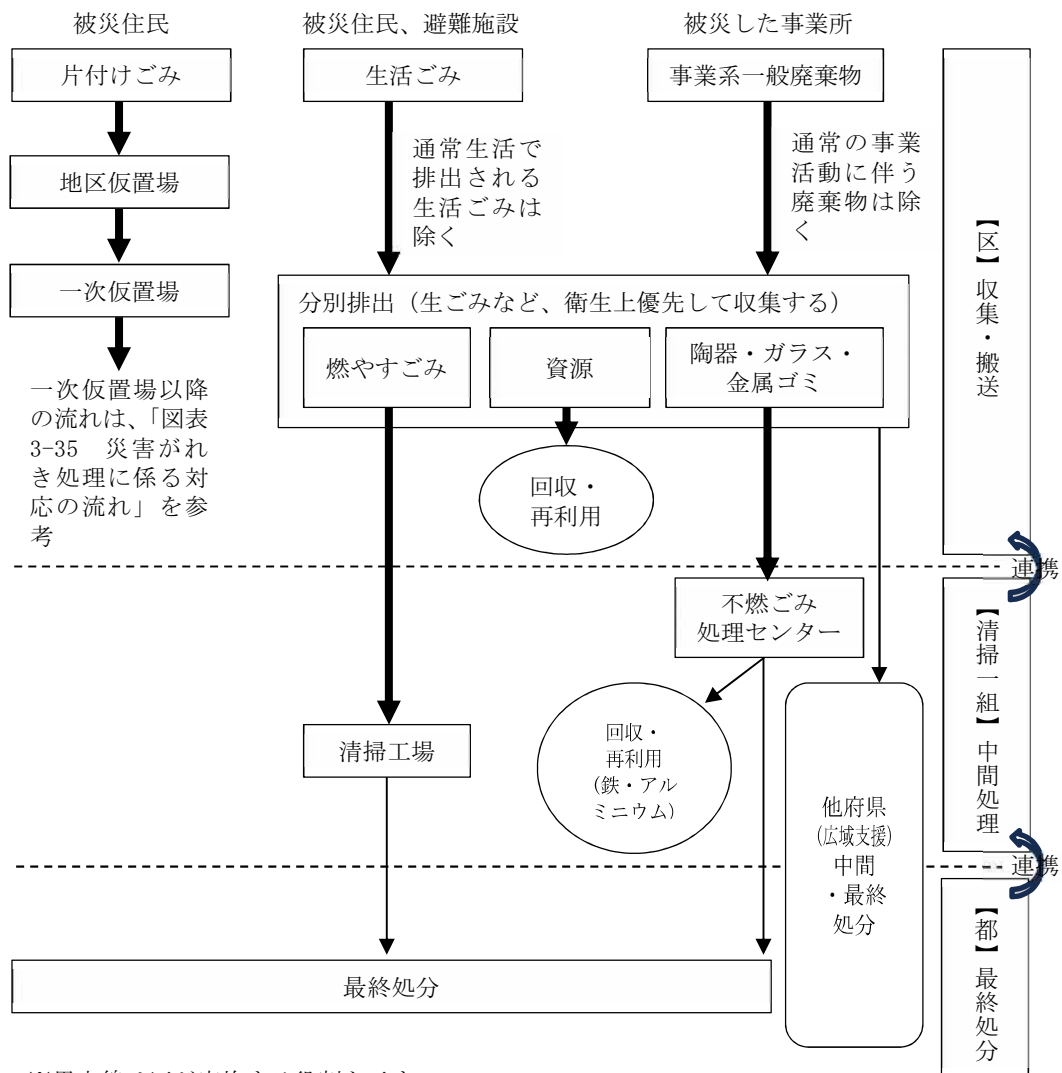 被災住民
被災住民、避難施設
被災した事業所
片付けごみ
生活ごみ
事業系一般廃棄物
通常生活で
排出される
生活ごみは
除く
通常の事業
活動に伴う
廃棄物は除
く
地区仮置場
一次仮置場
一次仮置場以降
の流れは、「図表
3-35 災害がれ
き処理に係る対
応の流れ」を参
考
分別排出（生ごみなど、衛生上優先して収集する）
燃やすごみ
資源
陶器・ガラス・
金属ゴミ
回収・
再利用
【区】収集・搬送
連携
不燃ごみ
処理センター
回収・
再利用
(鉄・アル
ミニウム)
清掃工場
他府県
(広域支援)
中間
・最終
処分
【清掃一組】中間処理
連携
最終処分
【都】最終処分